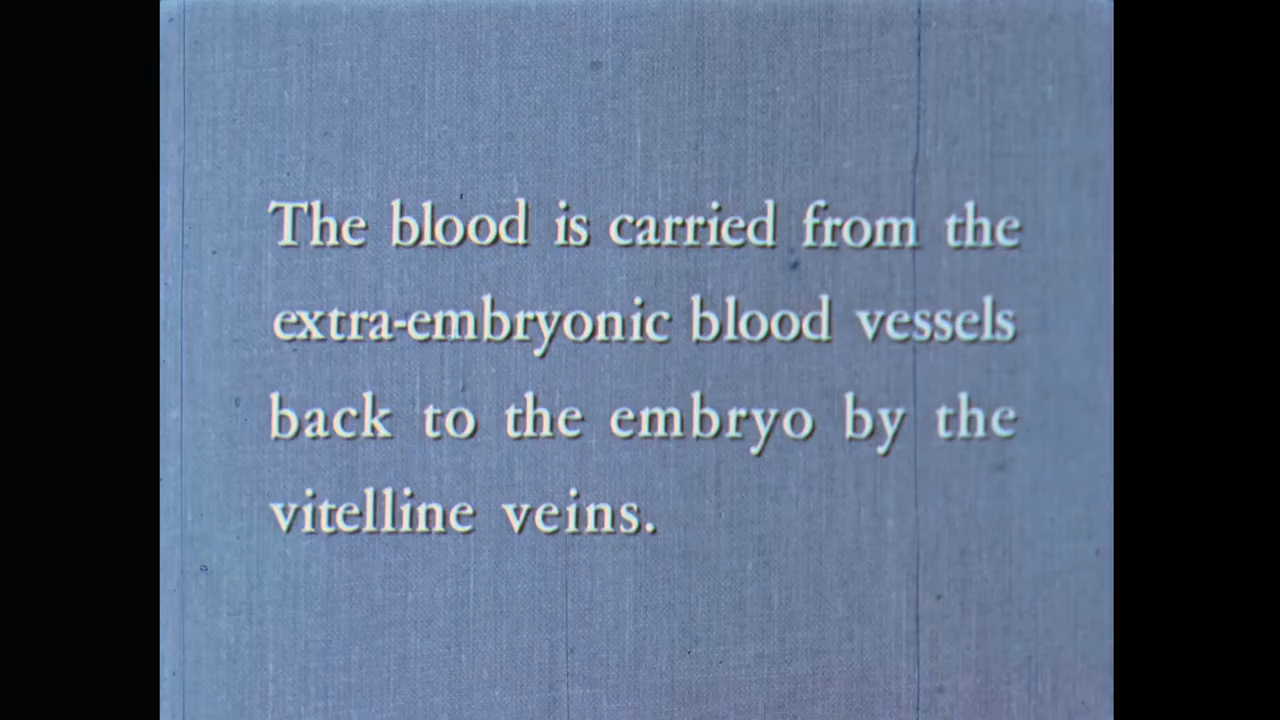 The blood is carried from the
extra-embryonic blood vessels
back to the embryo by the
vitelline veins.